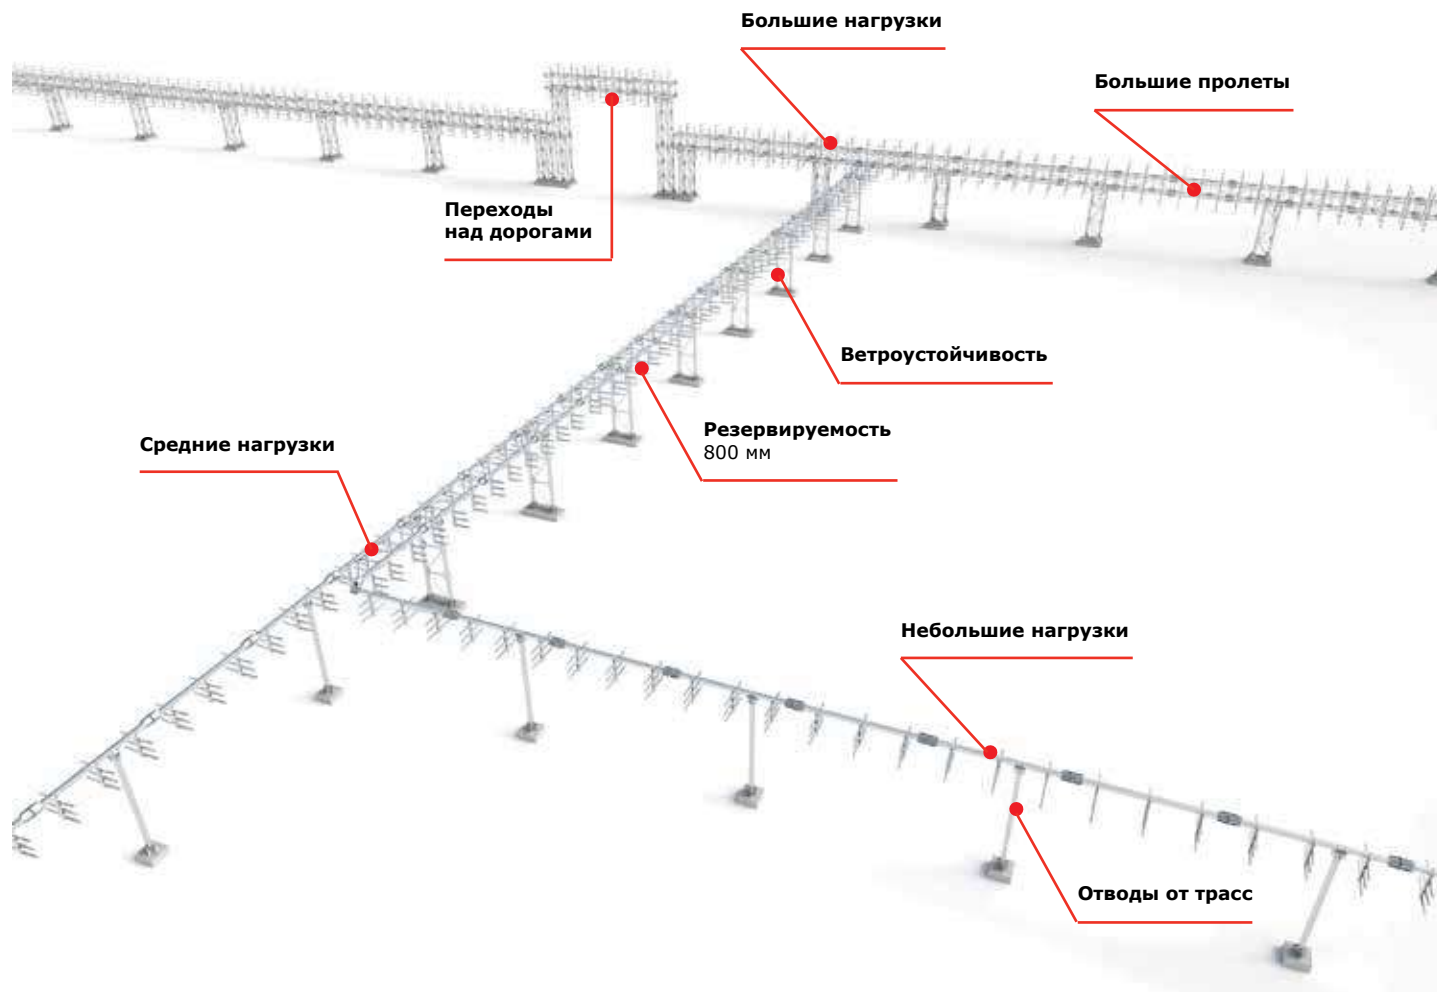 Большие нагрузки
Большие пролеты
Переходы
над дорогами
Ветроустойчивость
Резервируемость
800 мм
Средние нагрузки
Небольшие нагрузки
Отводы от трасс